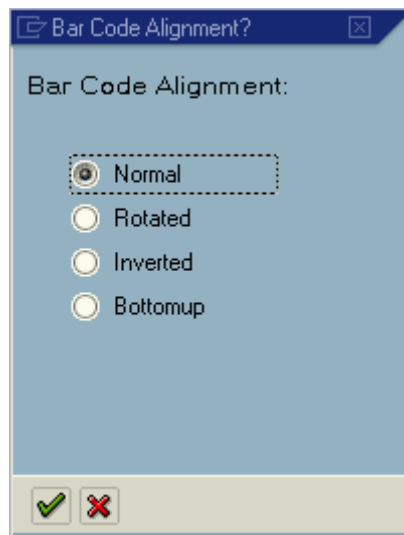 Bar Code Alignment?
Bar Code Alignment:
Normal
Rotated
Inverted
Bottomup